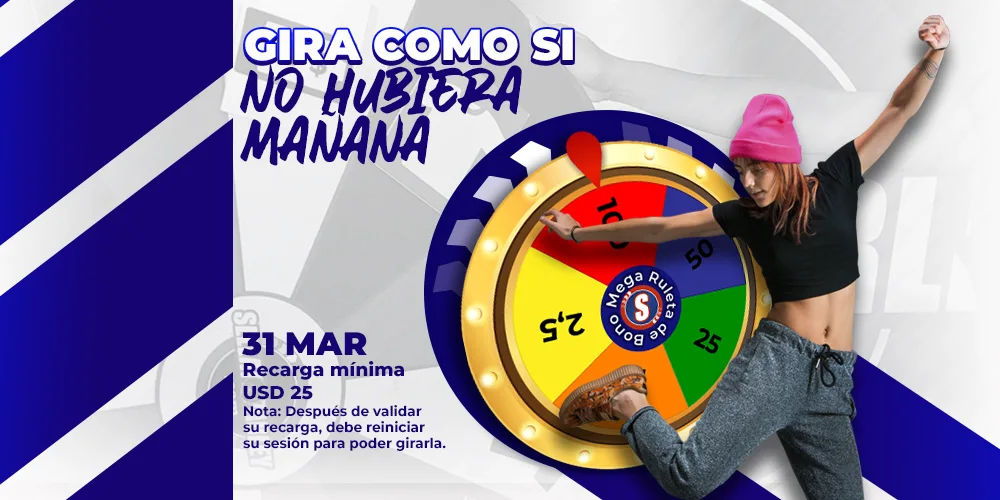 GIRA COMO SI
NO HUBIERA
MAÑANA
100
50
25
2,5
Mega Ruleta de Bono
S
31 MAR
Recarga mínima
USD 25
Nota: Después de validar
su recarga, debe reiniciar
su sesión para poder girarla.